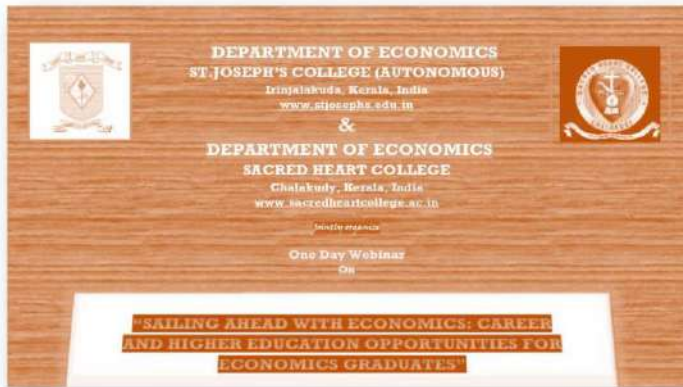 DEPARTMENT OF ECONOMICS
ST.JOSEPH'S COLLEGE (AUTONOMOUS)
Irinjalakuda, Kerala, India
www.stjosephs.edu.in
&
DEPARTMENT OF ECONOMICS
SACRED HEART COLLEGE
Chalakudy, Kerala, India
www.sacredheartcollege.ac.in
Jointly organize
One Day Webinar
On
"SAILING AHEAD WITH ECONOMICS: CAREER
AND HIGHER EDUCATION OPPORTUNITIES FOR
ECONOMICS GRADUATES"